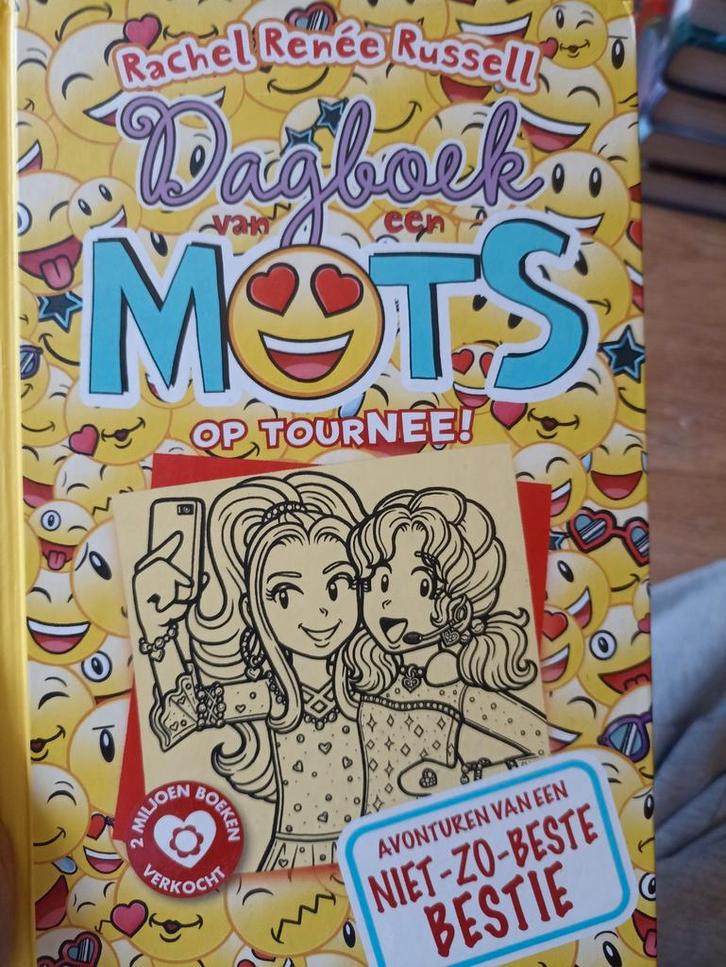 Rachel Renée Russell
Dagboek
van een
MOTS
OP TOURNEE!
2 MILJOEN BOEKEN
VERKOCHT
AVONTUREN VAN EEN
NIET-ZO-BESTE
BESTIE